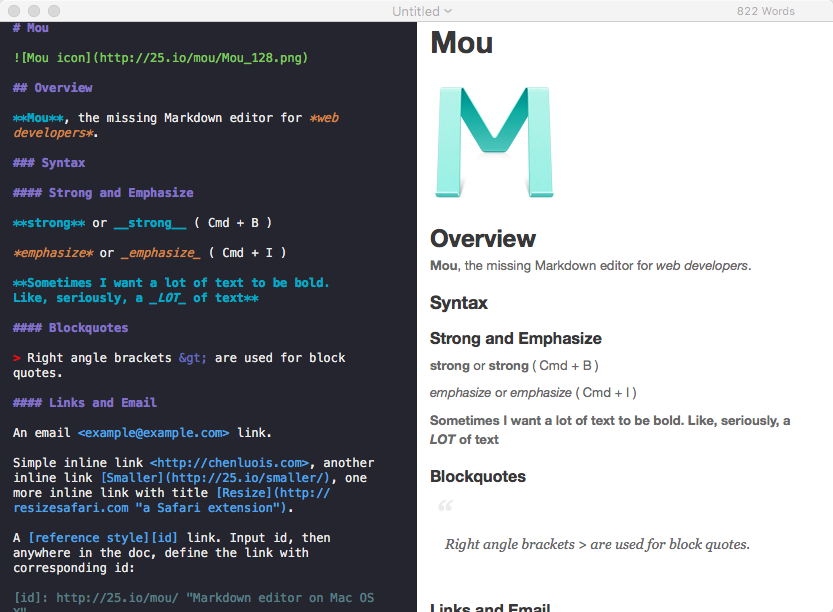 Untitled
822 Words
# Mou
![Mou icon](http://25.io/mou/Mou_128.png)
## Overview
**Mou**, the missing Markdown editor for *web
developers*.
### Syntax
#### Strong and Emphasize
**strong** or __strong__ ( Cmd + B )
*emphasize* or _emphasize_ ( Cmd + I )
**Sometimes I want a lot of text to be bold.
Like, seriously, a _LOT_ of text**
#### Blockquotes
> Right angle brackets &gt; are used for block
quotes.
#### Links and Email
An email <example@example.com> link.
Simple inline link <http://chenluois.com>, another
inline link [Smaller](http://25.io/smaller/), one
more inline link with title [Resize](http://
resizesafari.com "a Safari extension").
A [reference style][id] link. Input id, then
anywhere in the doc, define the link with
corresponding id:
[id]: http://25.io/mou/ "Markdown editor on Mac OS
X"
Mou
M
Overview
Mou, the missing Markdown editor for web developers.
Syntax
Strong and Emphasize
strong or strong ( Cmd + B )
emphasize or emphasize ( Cmd + I )
Sometimes I want a lot of text to be bold. Like, seriously, a
LOT of text
Blockquotes
“
Right angle brackets > are used for block quotes.
Links and Email